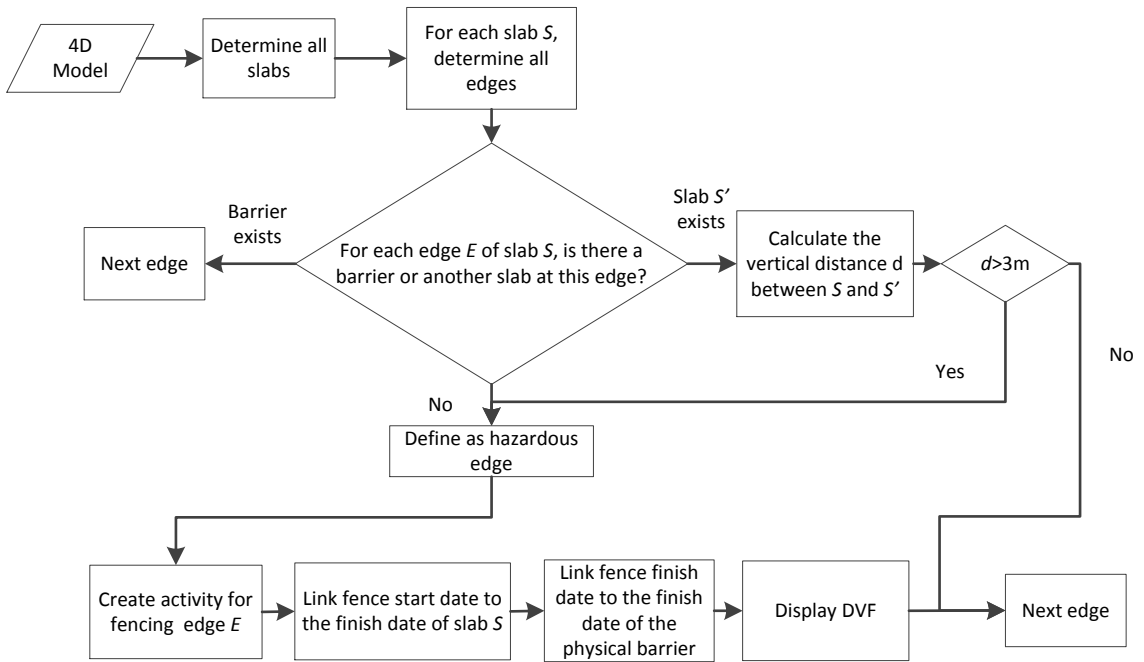 4D
Model
Determine all
slabs
For each slab S,
determine all
edges
Barrier
exists
Slab S’
exists
Next edge
For each edge E of slab S, is there a
barrier or another slab at this edge?
Calculate the
vertical distance d
between S and S’
d>3m
No
Yes
No
Define as hazardous
edge
Create activity for
fencing edge E
Link fence start date to
the finish date of slab S
Link fence finish
date to the finish
date of the
physical barrier
Display DVF
Next edge